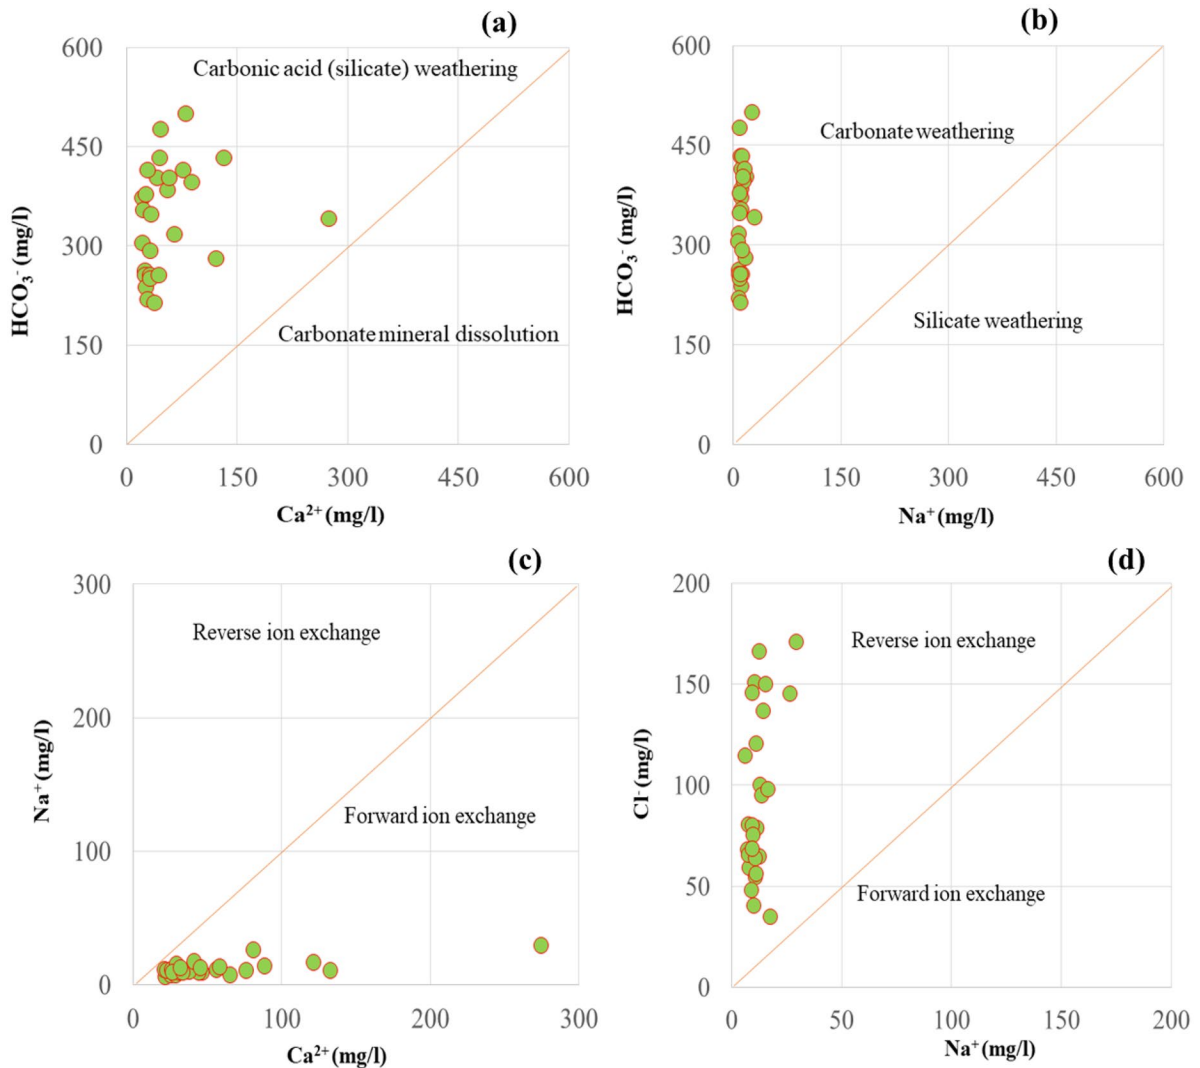 (a)
600
Carbonic acid (silicate) weathering
450
HCO₃⁻ (mg/l)
300
Carbonate mineral dissolution
150
0
0 150 300 450 600
Ca²⁺ (mg/l)
(b)
600
Carbonate weathering
450
HCO₃⁻ (mg/l)
300
Silicate weathering
150
0
0 150 300 450 600
Na⁺ (mg/l)
(c)
300
Reverse ion exchange
200
Na⁺ (mg/l)
Forward ion exchange
100
0
0 100 200 300
Ca²⁺ (mg/l)
(d)
200
Reverse ion exchange
150
Cl⁻ (mg/l)
100
Forward ion exchange
50
0
0 50 100 150 200
Na⁺ (mg/l)